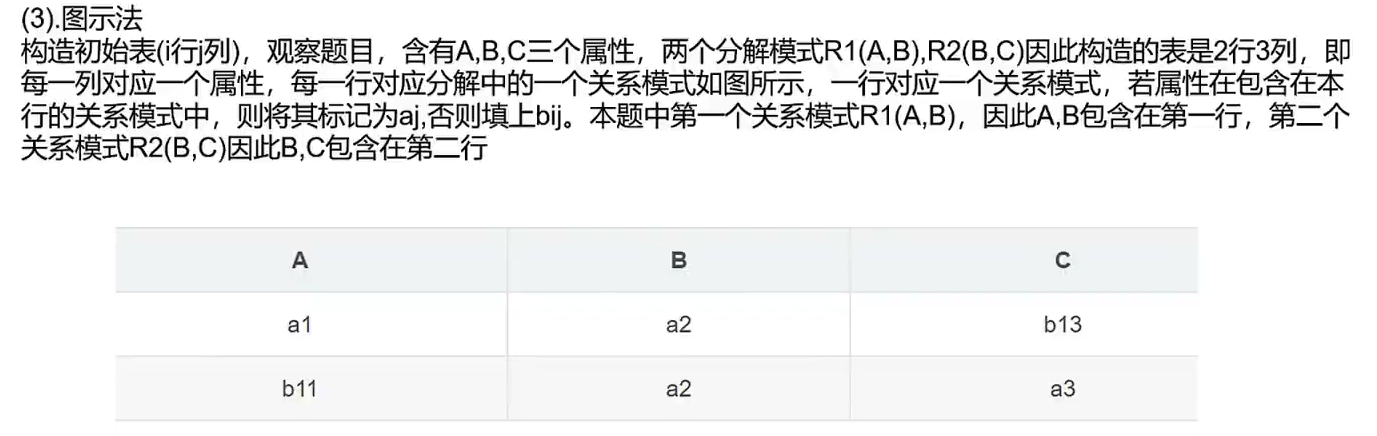 (3).图示法
构造初始表(i行j列)，观察题目，含有A,B,C三个属性，两个分解模式R1(A,B),R2(B,C)因此构造的表是2行3列，即
每一列对应一个属性，每一行对应分解中的一个关系模式如图所示，一行对应一个关系模式，若属性在包含在本
行的关系模式中，则将其标记为aj,否则填上bij。本题中第一个关系模式R1(A,B)，因此A,B包含在第一行，第二个
关系模式R2(B,C)因此B,C包含在第二行
A B C
a1 a2 b13
b11 a2 a3